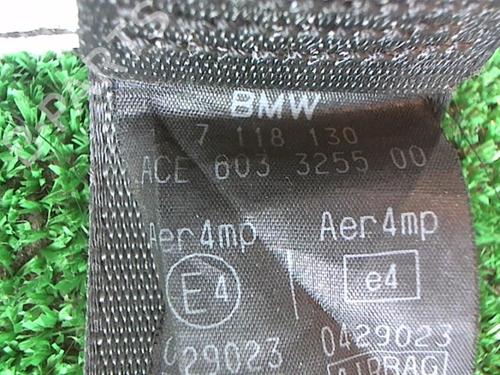 BMW
7 118 130
ACE 603 3255 00
Aer4mp Aer4mp
E4 e4
029023 0429023
AIRBAG